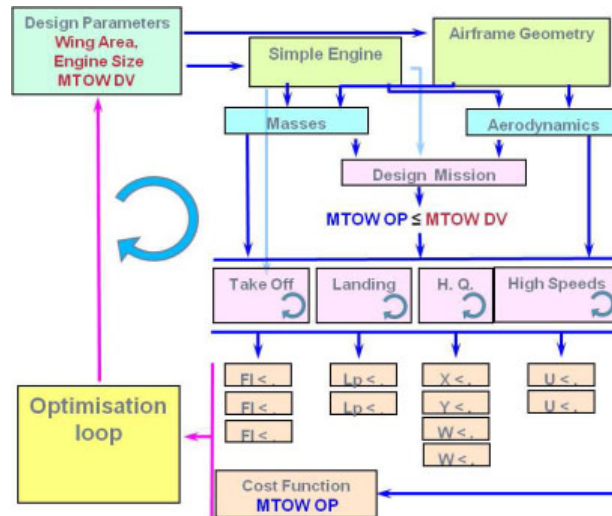 Design Parameters
Wing Area,
Engine Size
MTOW DV
Simple Engine
Airframe Geometry
Masses
Aerodynamics
Design Mission
MTOW OP ≤ MTOW DV
Take Off
Landing
H. Q.
High Speeds
Fl < .
Fl < .
Fl < .
Lp < .
Lp < .
X < .
Y < .
W < .
W < .
U < .
U < .
Optimisation
loop
Cost Function
MTOW OP